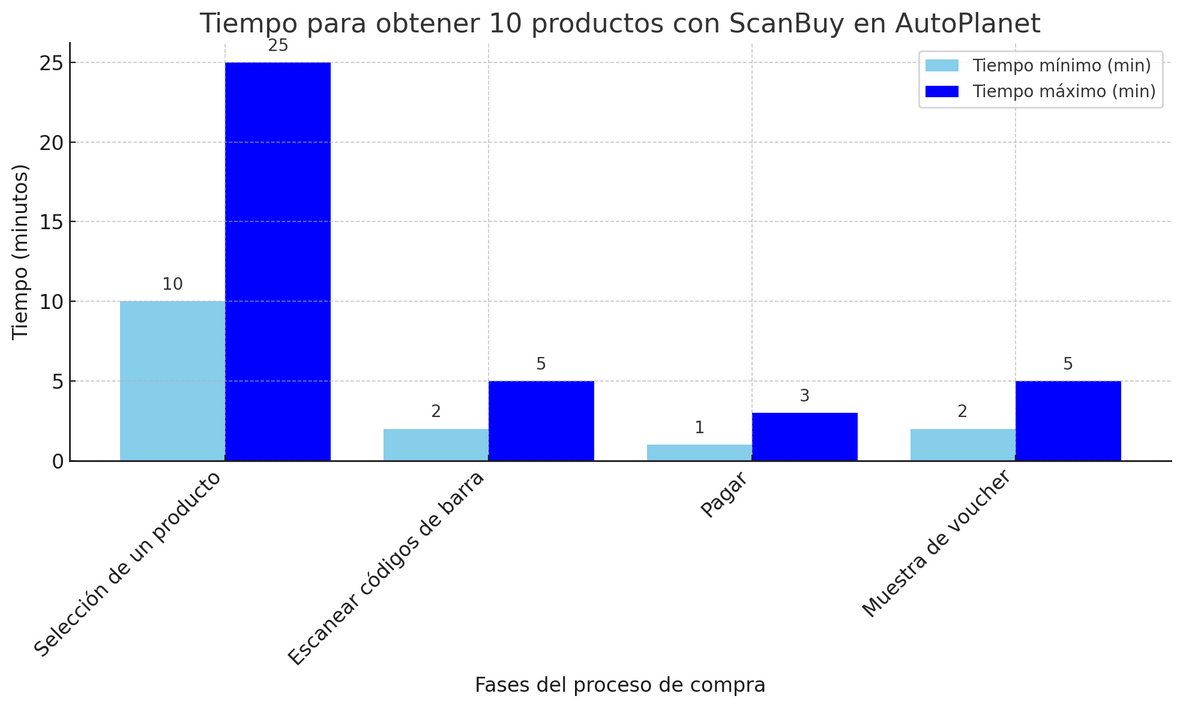 Tiempo para obtener 10 productos con ScanBuy en AutoPlanet
Tiempo mínimo (min)
Tiempo máximo (min)
Tiempo (minutos)
25
20
15
10
5
0
10
25
2
5
1
3
2
5
Selección de un producto
Escanear códigos de barra
Pagar
Muestra de voucher
Fases del proceso de compra